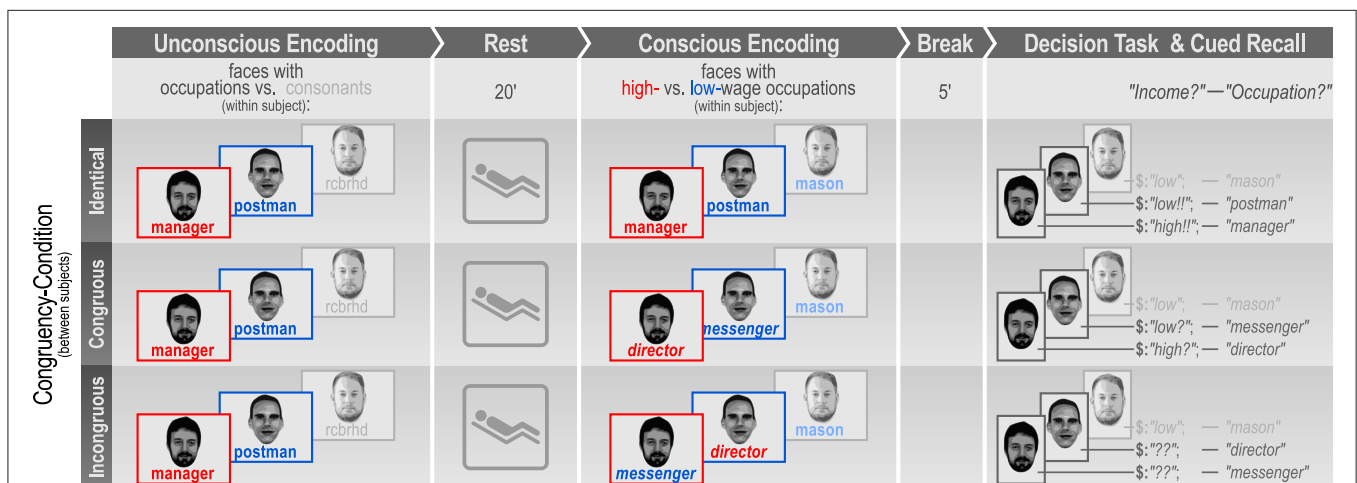 Unconscious Encoding
Rest
Conscious Encoding
Break
Decision Task & Cued Recall
faces with
occupations vs. consonants
(within subject):
20'
faces with
high- vs. low-wage occupations
(within subject):
5'
"Income?"—"Occupation?"
Congruency-Condition
(between subjects)
Identical
rcbrhd
postman
manager
mason
postman
manager
$:"low"; — "mason"
$:"low!!"; — "postman"
$:"high!!"; — "manager"
Congruous
rcbrhd
postman
manager
mason
messenger
director
$:"low"; — "mason"
$:"low?"; — "messenger"
$:"high?"; — "director"
Incongruous
rcbrhd
postman
manager
mason
director
messenger
$:"low"; — "mason"
$:"??"; — "director"
$:"??"; — "messenger"